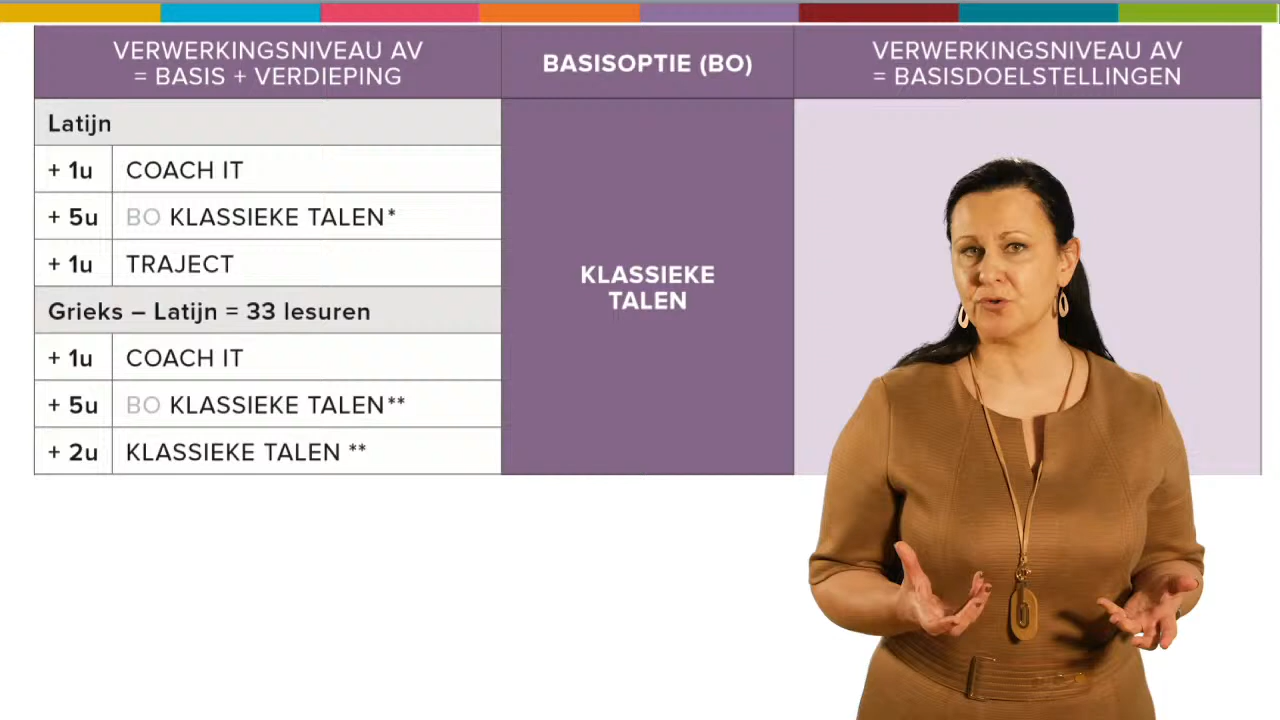 VERWERKINGSNIVEAU AV
= BASIS + VERDIEPING
BASISOPTIE (BO)
VERWERKINGSNIVEAU AV
= BASISDOELSTELLINGEN
Latijn
+ 1u COACH IT
+ 5u BO KLASSIEKE TALEN*
+ 1u TRAJECT
Grieks – Latijn = 33 lesuren
+ 1u COACH IT
+ 5u BO KLASSIEKE TALEN**
+ 2u KLASSIEKE TALEN **
KLASSIEKE
TALEN